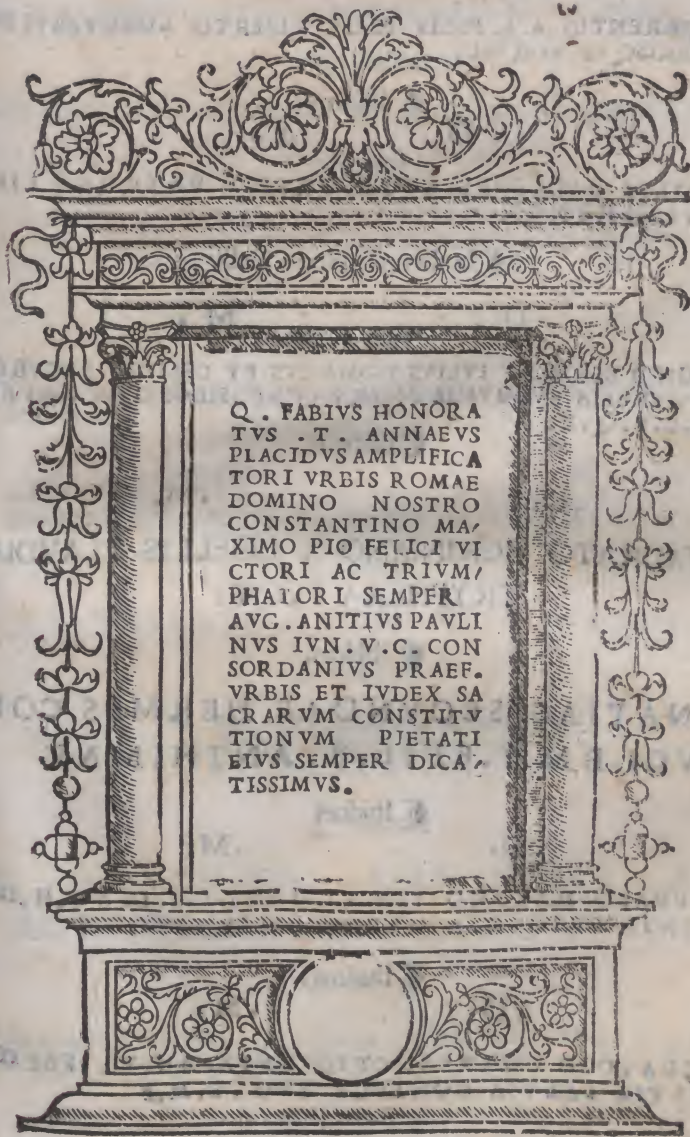 Q . FABIVS HONORA
TVS . T . ANNAEVS
PLACIDVS AMPLIFICA
TORI VRBIS ROMAE
DOMINO NOSTRO
CONSTANTINO MA/
XIMO PIO FELICI VI
CTORI AC TRIVM/
PHATORI SEMPER
AVG . ANITIVS PAVLI
NVS IVN . V . C . CON
SORDANIVS PRAEF.
VRBIS ET IVDEX SA
CRARVM CONSTITV
TIONVM PJETATI
EIVS SEMPER DICA/
TISSIMVS.